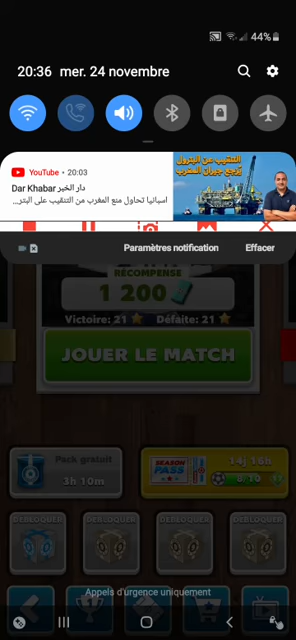 44%
20:36 mer. 24 novembre
YouTube • 20:03
Dar Khabar دار الخبر
اسبانيا تحاول منع المغرب من التنقيب على البتر...
التنقيب عن البترول
يُزعج جيران المغرب
Paramètres notification
Effacer
RÉCOMPENSE
1 200
Victoire: 21
Défaite: 21
JOUER LE MATCH
Pack gratuit
3h 10m
SEASON PASS
14j 16h
8/10
DÉBLOQUER
DÉBLOQUER
DÉBLOQUER
DÉBLOQUER
Appels d'urgence uniquement